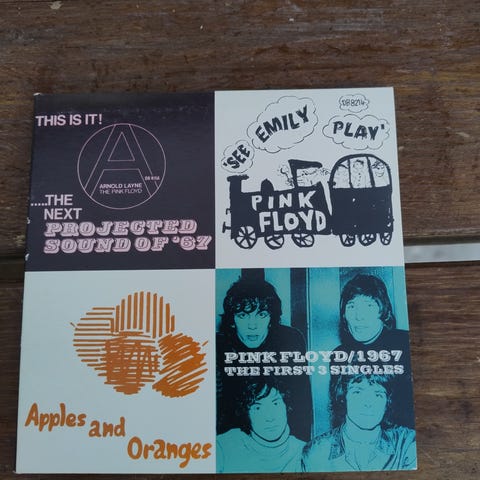 THIS IS IT!
A
DB 8156
ARNOLD LAYNE
THE PINK FLOYD
.....THE
NEXT
PROJECTED
SOUND OF '67
DB 8214
'SEE
EMILY
PLAY'
PINK
FLOYD
Apples and
Oranges
PINK FLOYD/1967
THE FIRST 3 SINGLES